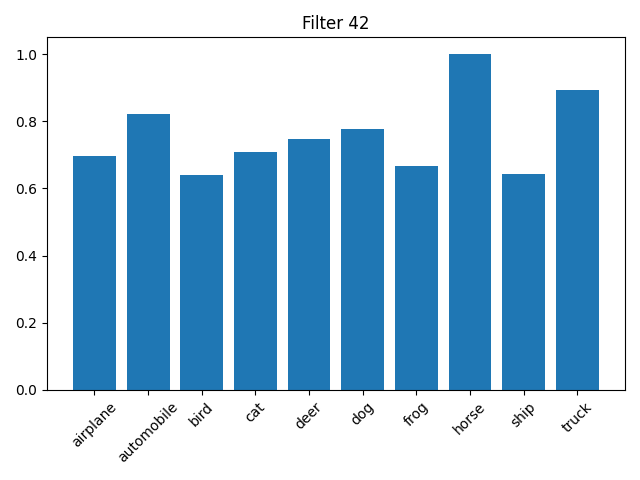 Filter 42
1.0
0.8
0.6
0.4
0.2
0.0
airplane
automobile
bird
cat
deer
dog
frog
horse
ship
truck